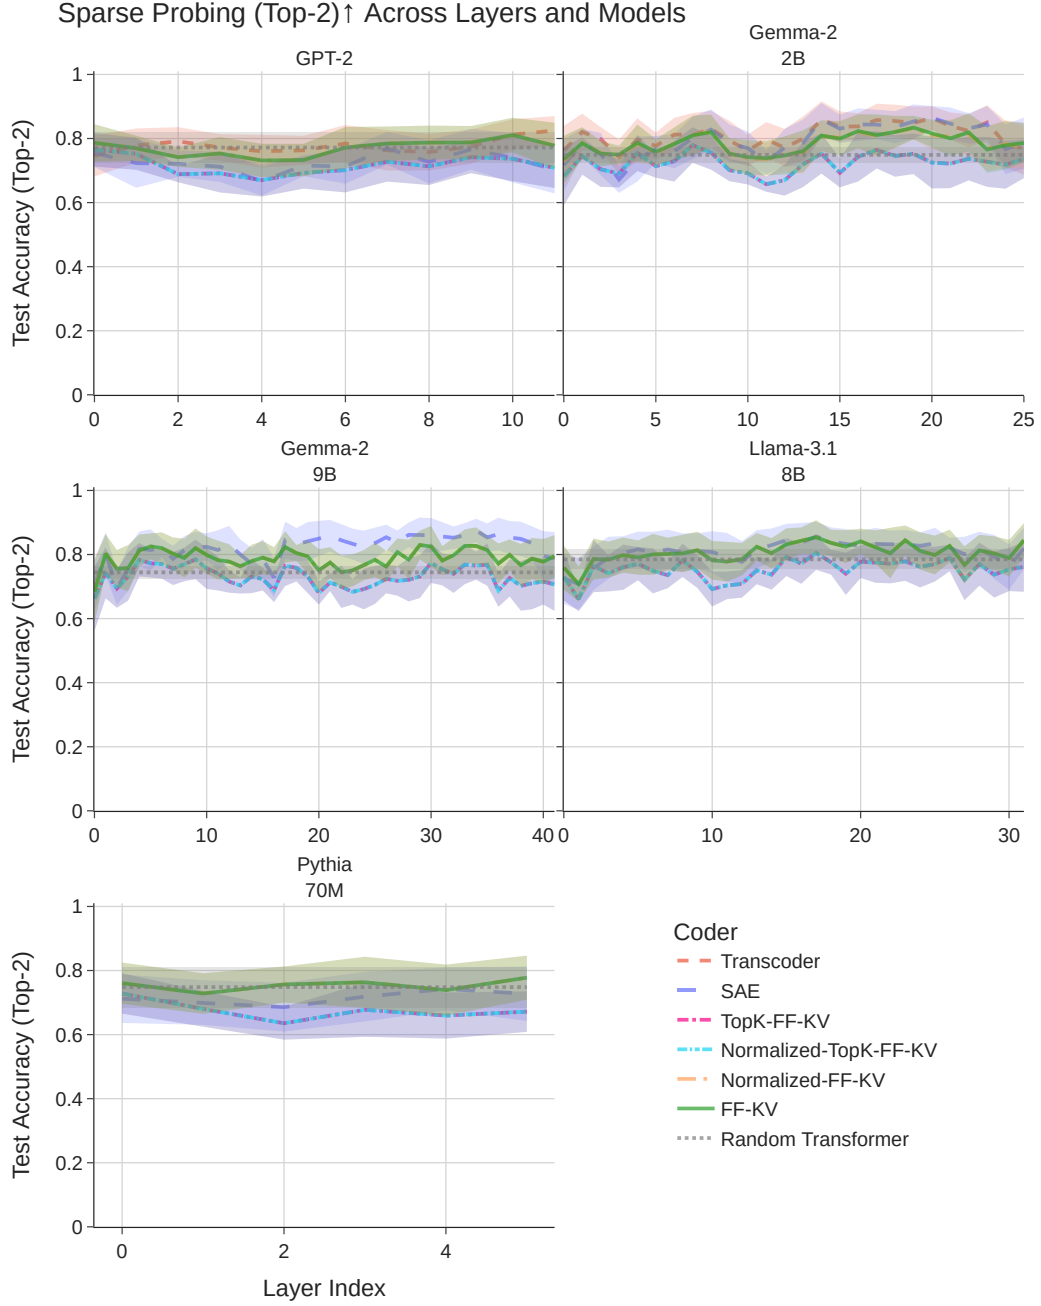 Sparse Probing (Top-2)↑ Across Layers and Models
GPT-2
Gemma-2
2B
Test Accuracy (Top-2)
1
0.8
0.6
0.4
0.2
0
0 2 4 6 8 10
0 5 10 15 20 25
Gemma-2
9B
Llama-3.1
8B
Test Accuracy (Top-2)
1
0.8
0.6
0.4
0.2
0
0 10 20 30 40
0 10 20 30
Pythia
70M
Test Accuracy (Top-2)
1
0.8
0.6
0.4
0.2
0
0 2 4
Layer Index
Coder
Transcoder
SAE
TopK-FF-KV
Normalized-TopK-FF-KV
Normalized-FF-KV
FF-KV
Random Transformer